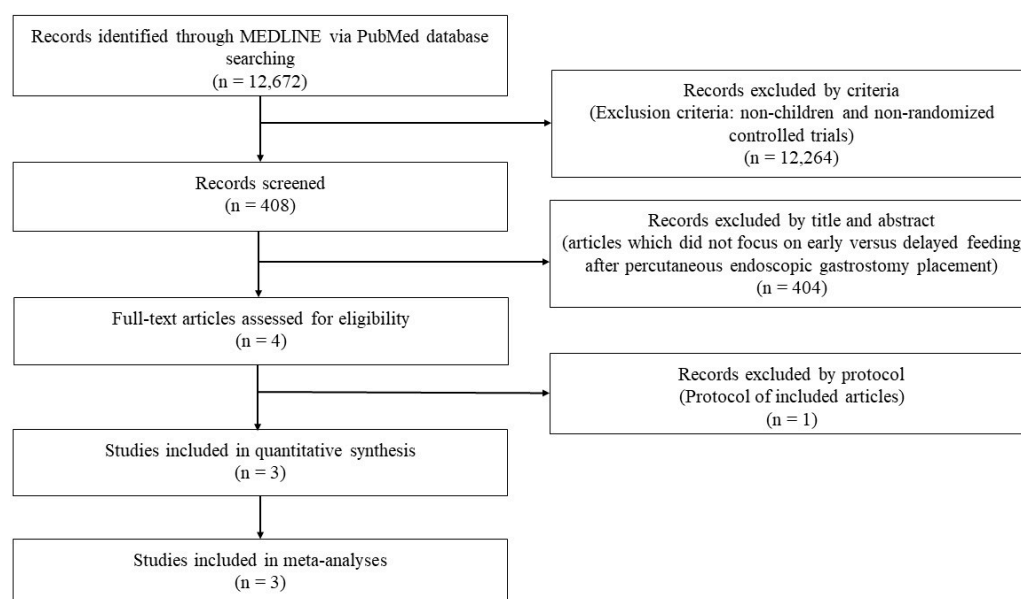 Records identified through MEDLINE via PubMed database
searching
(n = 12,672)
Records excluded by criteria
(Exclusion criteria: non-children and non-randomized
controlled trials)
(n = 12,264)
Records screened
(n = 408)
Records excluded by title and abstract
(articles which did not focus on early versus delayed feeding
after percutaneous endoscopic gastrostomy placement)
(n = 404)
Full-text articles assessed for eligibility
(n = 4)
Records excluded by protocol
(Protocol of included articles)
(n = 1)
Studies included in quantitative synthesis
(n = 3)
Studies included in meta-analyses
(n = 3)